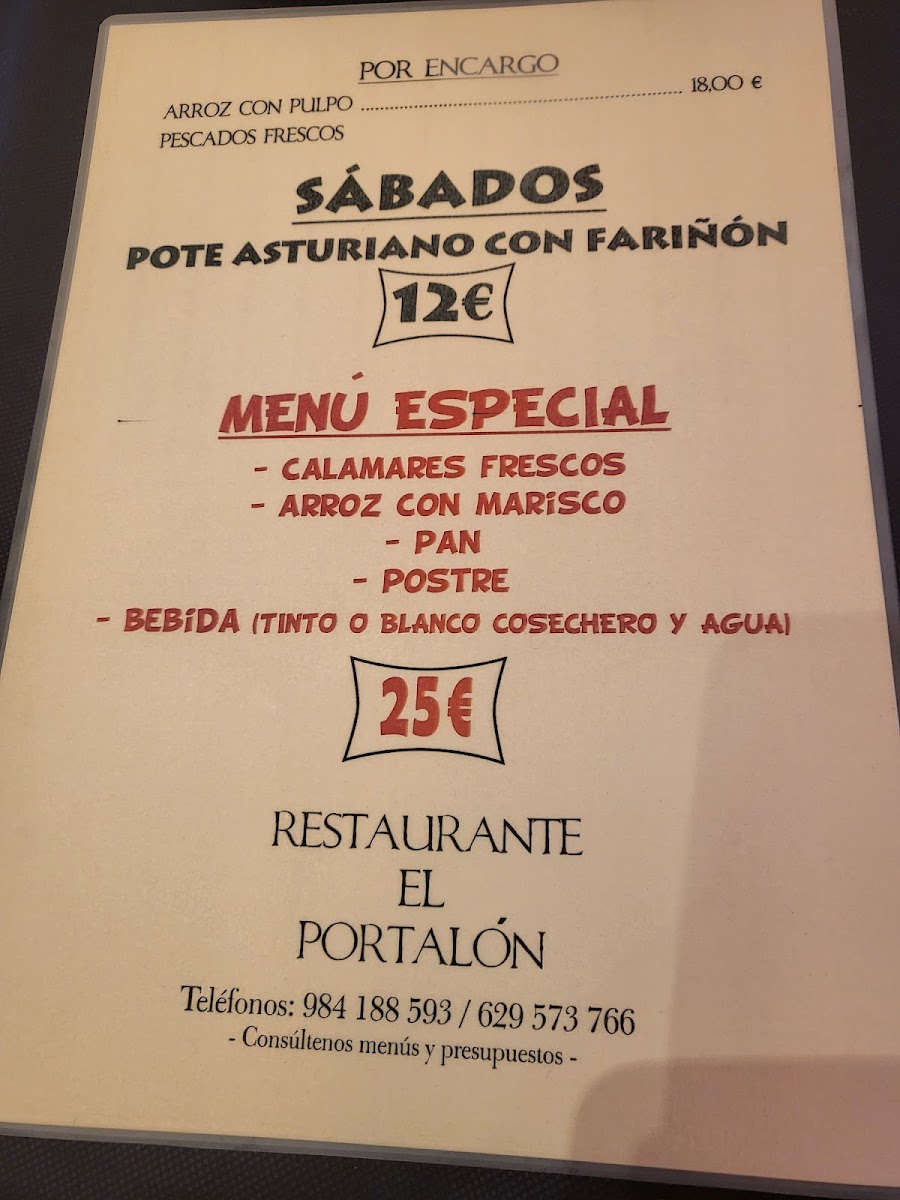 POR ENCARGO
ARROZ CON PULPO ........................................................ 18,00 €
PESCADOS FRESCOS
SÁBADOS
POTE ASTURIANO CON FARIÑÓN
12€
MENÚ ESPECIAL
- CALAMARES FRESCOS
- ARROZ CON MARISCO
- PAN
- POSTRE
- BEBIDA (TINTO O BLANCO COSECHERO Y AGUA)
25€
RESTAURANTE
EL
PORTALÓN
Teléfonos: 984 188 593 / 629 573 766
- Consúltenos menús y presupuestos -